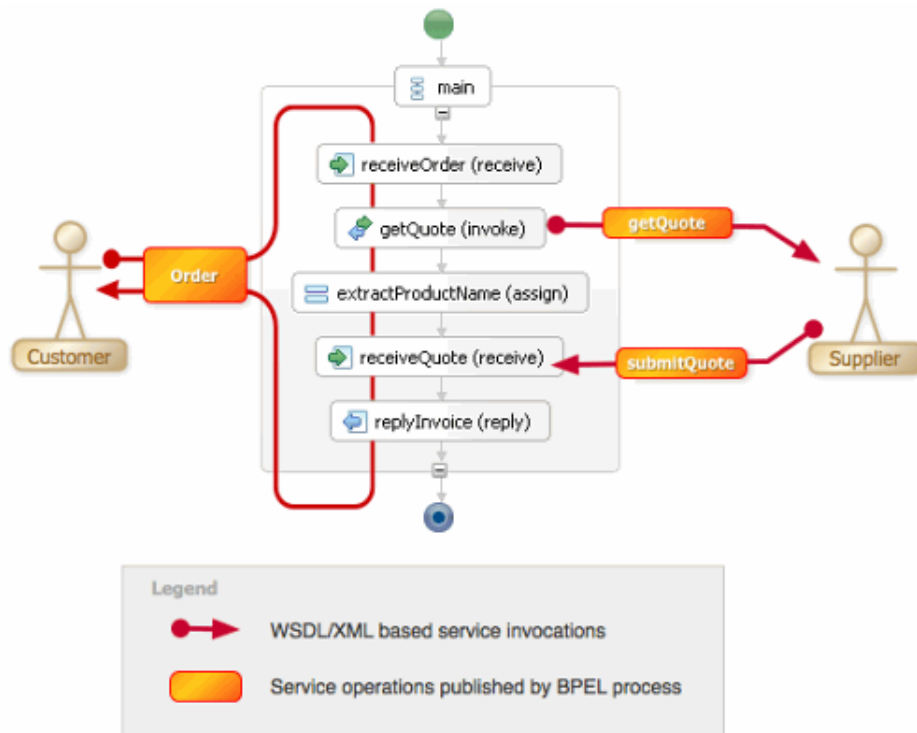 main
receiveOrder (receive)
getQuote (invoke)
getQuote
Order
extractProductName (assign)
Customer
receiveQuote (receive)
submitQuote
Supplier
replyInvoice (reply)
Legend
WSDL/XML based service invocations
Service operations published by BPEL process